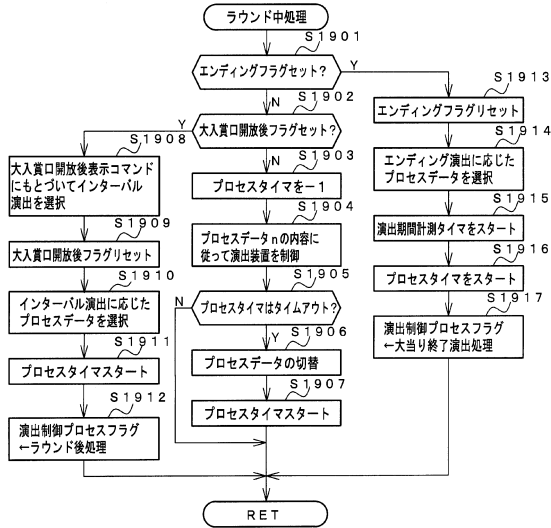 ラウンド中処理
S1901
エンディングフラグセット?
Y
N
S1902
大入賞口開放後フラグセット?
Y
N
S1903
プロセスタイマを-1
S1904
プロセスデータnの内容に
従って演出装置を制御
S1905
プロセスタイマはタイムアウト?
N
Y
S1906
プロセスデータの切替
S1907
プロセスタイマスタート
S1908
大入賞口開放後表示コマンド
にもとづいてインターバル
演出を選択
S1909
大入賞口開放後フラグリセット
S1910
インターバル演出に応じた
プロセスデータを選択
S1911
プロセスタイマスタート
S1912
演出制御プロセスフラグ
←ラウンド後処理
S1913
エンディングフラグリセット
S1914
エンディング演出に応じた
プロセスデータを選択
S1915
演出期間計測タイマをスタート
S1916
プロセスタイマをスタート
S1917
演出制御プロセスフラグ
←大当り終了演出処理
RET